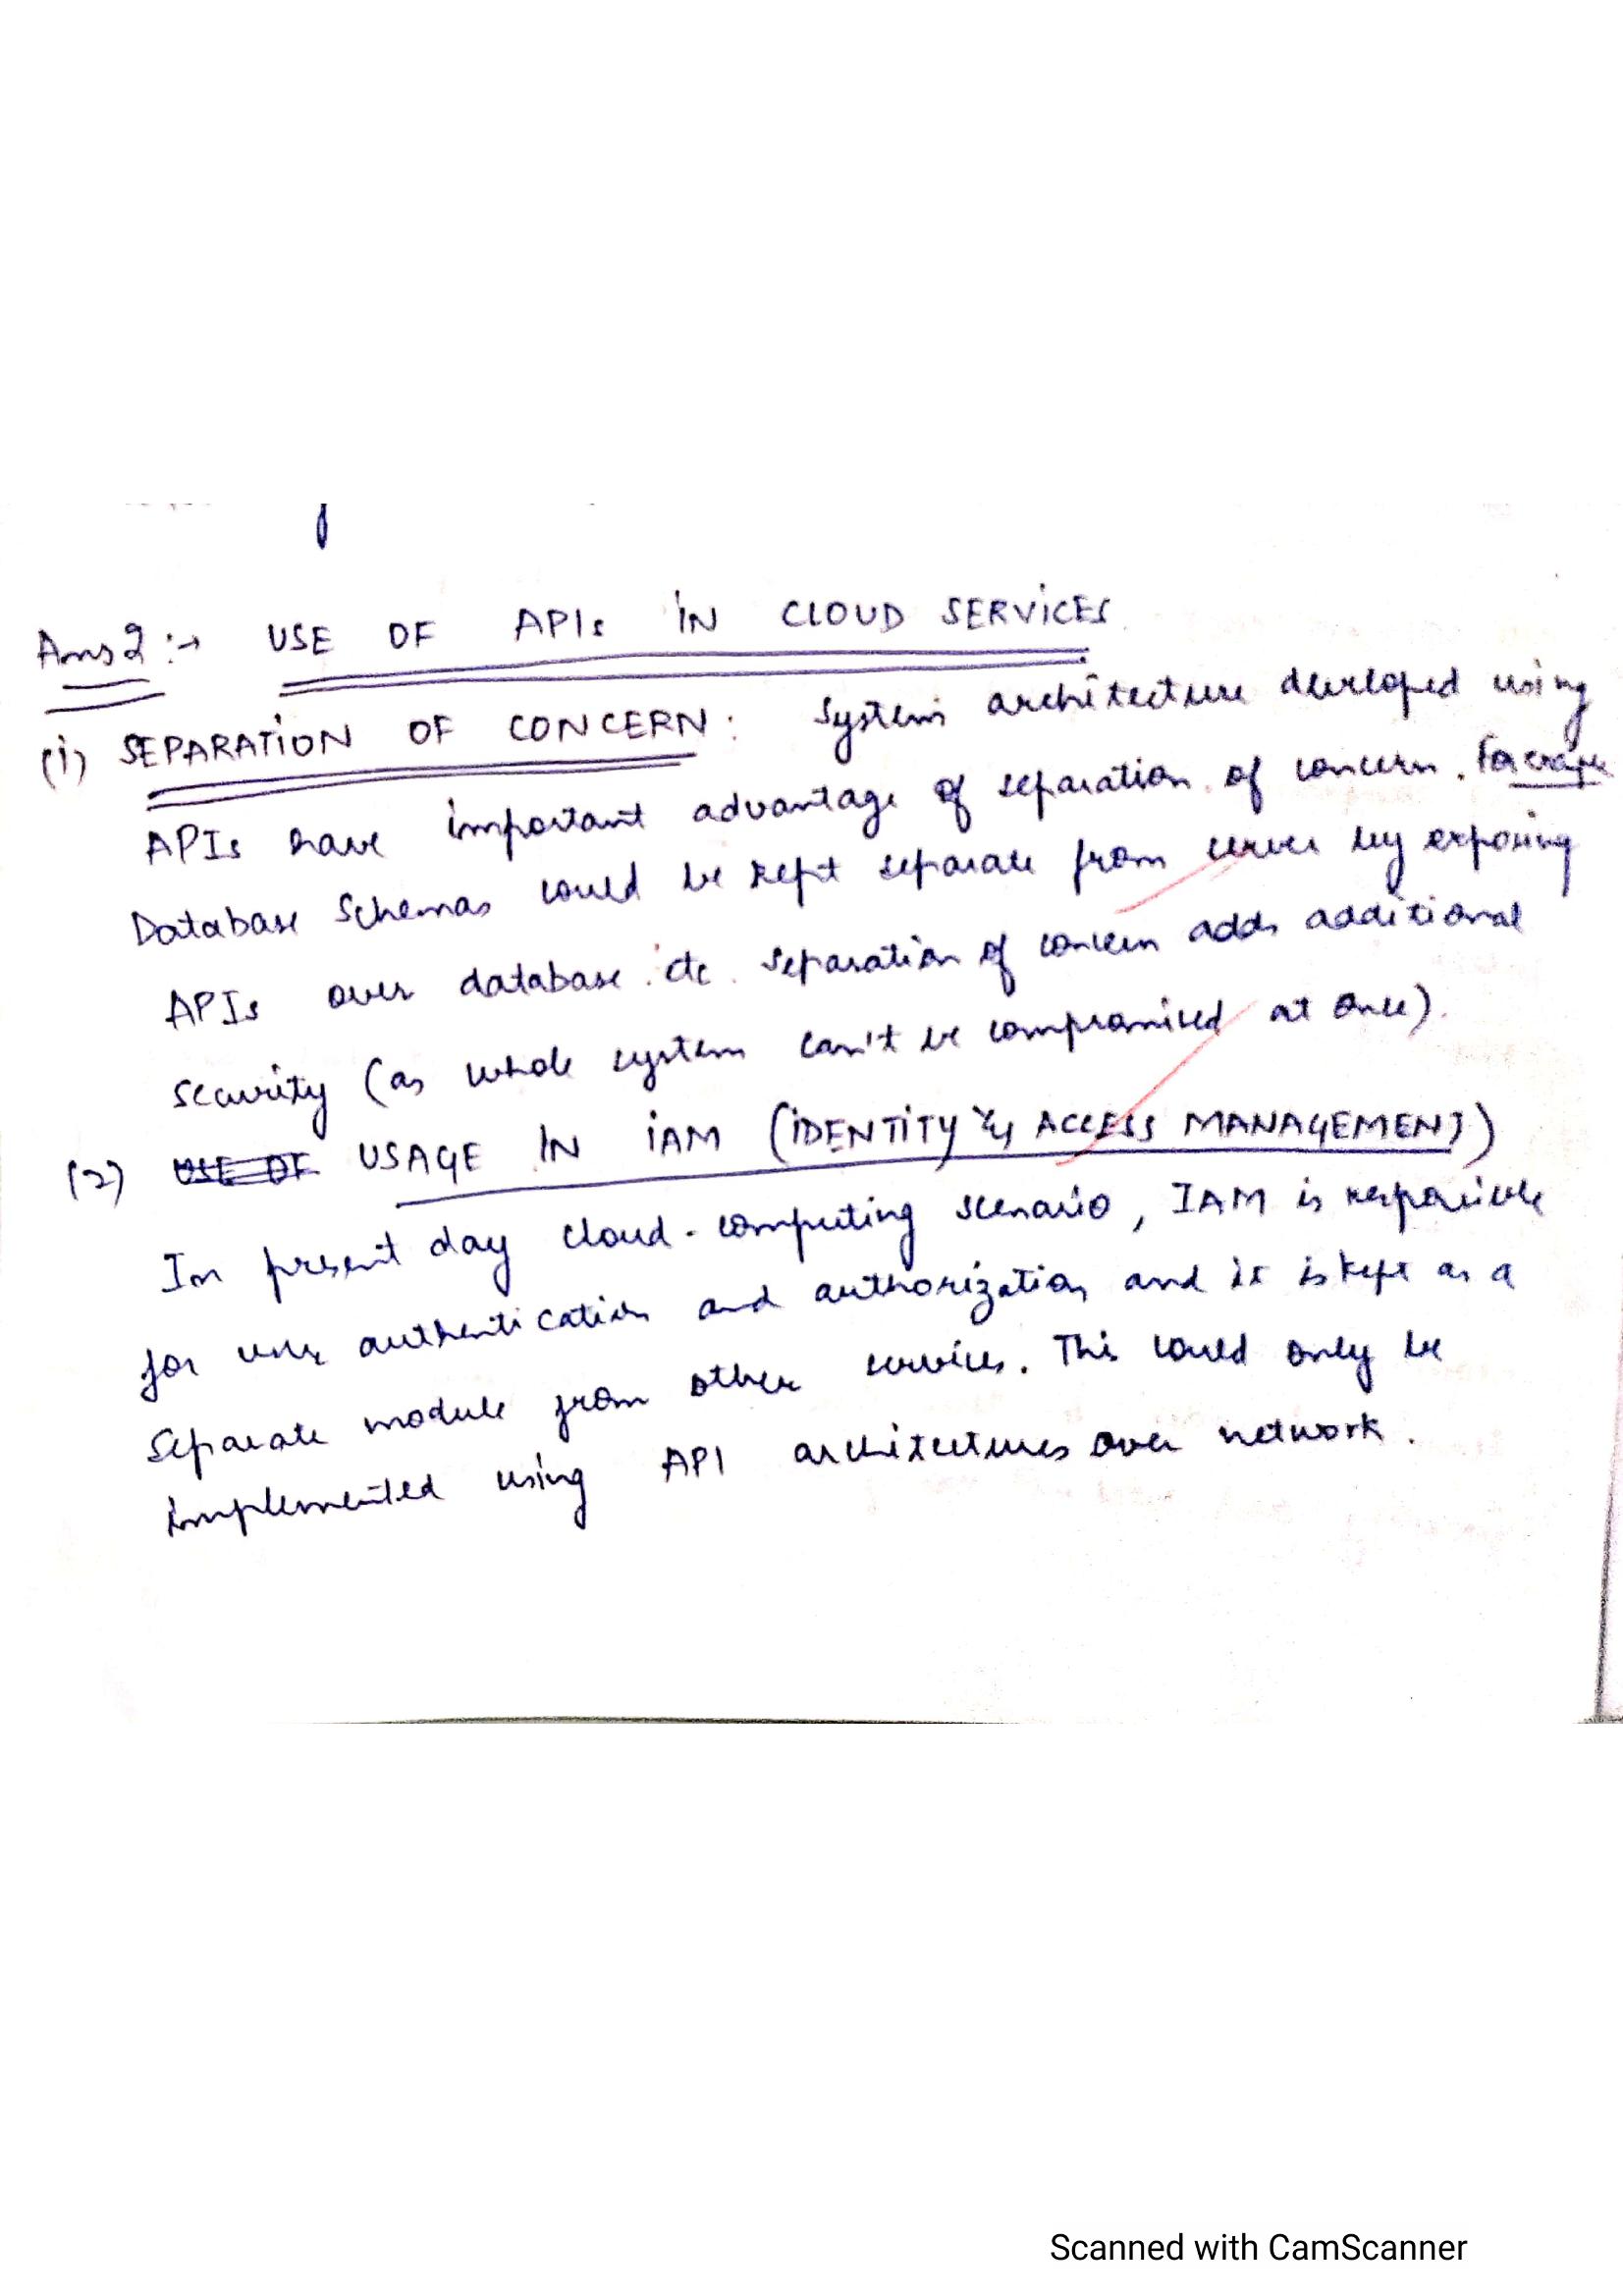 Ans2 :→ USE OF APIs IN CLOUD SERVICES
(i) SEPARATION OF CONCERN : System architecture developed using
APIs have important advantage of separation of concern. For example
Database Schemas could be kept separate from server by exposing
APIs over database etc. Separation of concern adds additional
security (as whole system can't be compromised at once).
(2) USE OF USAGE IN IAM (IDENTITY & ACCESS MANAGEMENT)
In present day cloud-computing scenario, IAM is responsible
for user authentication and authorization and it is kept as a
Separate module from other services. This could only be
implemented using API architectures over network.
Scanned with CamScanner